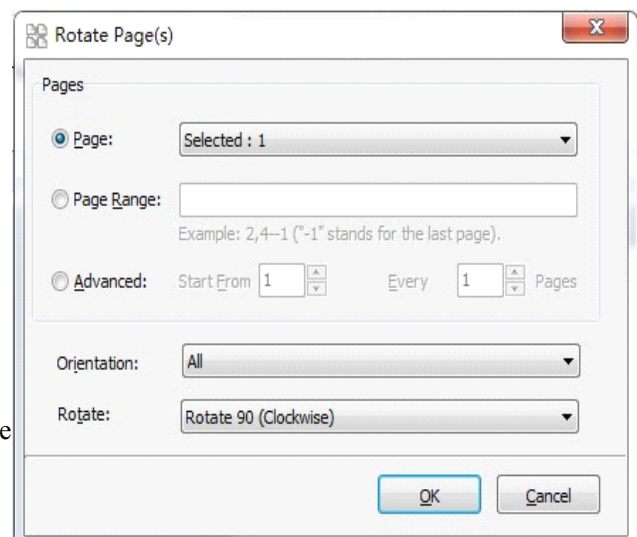 Rotate Page(s)
Pages
Page: Selected : 1
Page Range:
Example: 2,4--1 ("-1" stands for the last page).
Advanced: Start From 1 Every 1 Pages
Orientation: All
Rotate: Rotate 90 (Clockwise)
e
OK Cancel